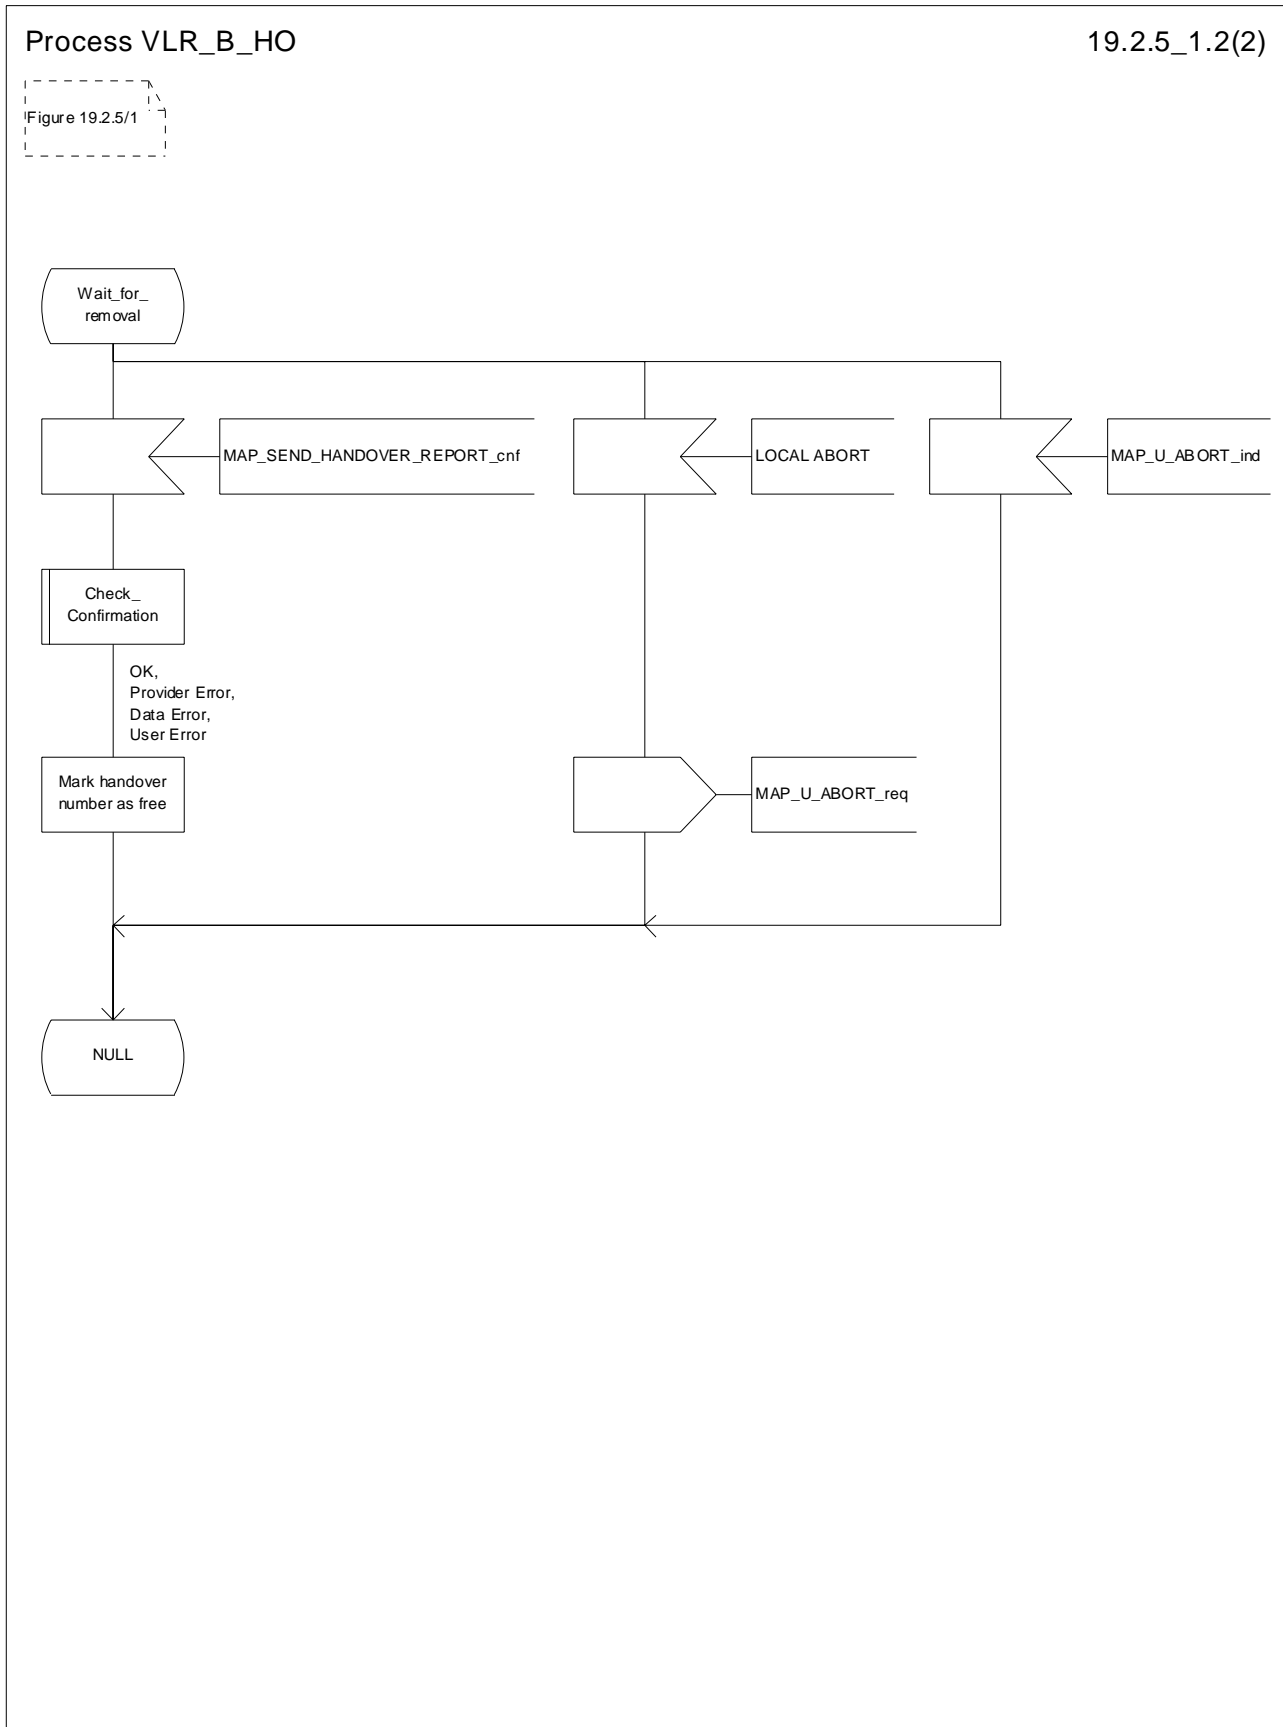 Process VLR_B_HO
19.2.5_1.2(2)
Figure 19.2.5/1
Wait_for_
removal
MAP_SEND_HANDOVER_REPORT_cnf
LOCAL ABORT
MAP_U_ABORT_ind
Check_
Confirmation
OK,
Provider Error,
Data Error,
User Error
Mark handover
number as free
MAP_U_ABORT_req
NULL